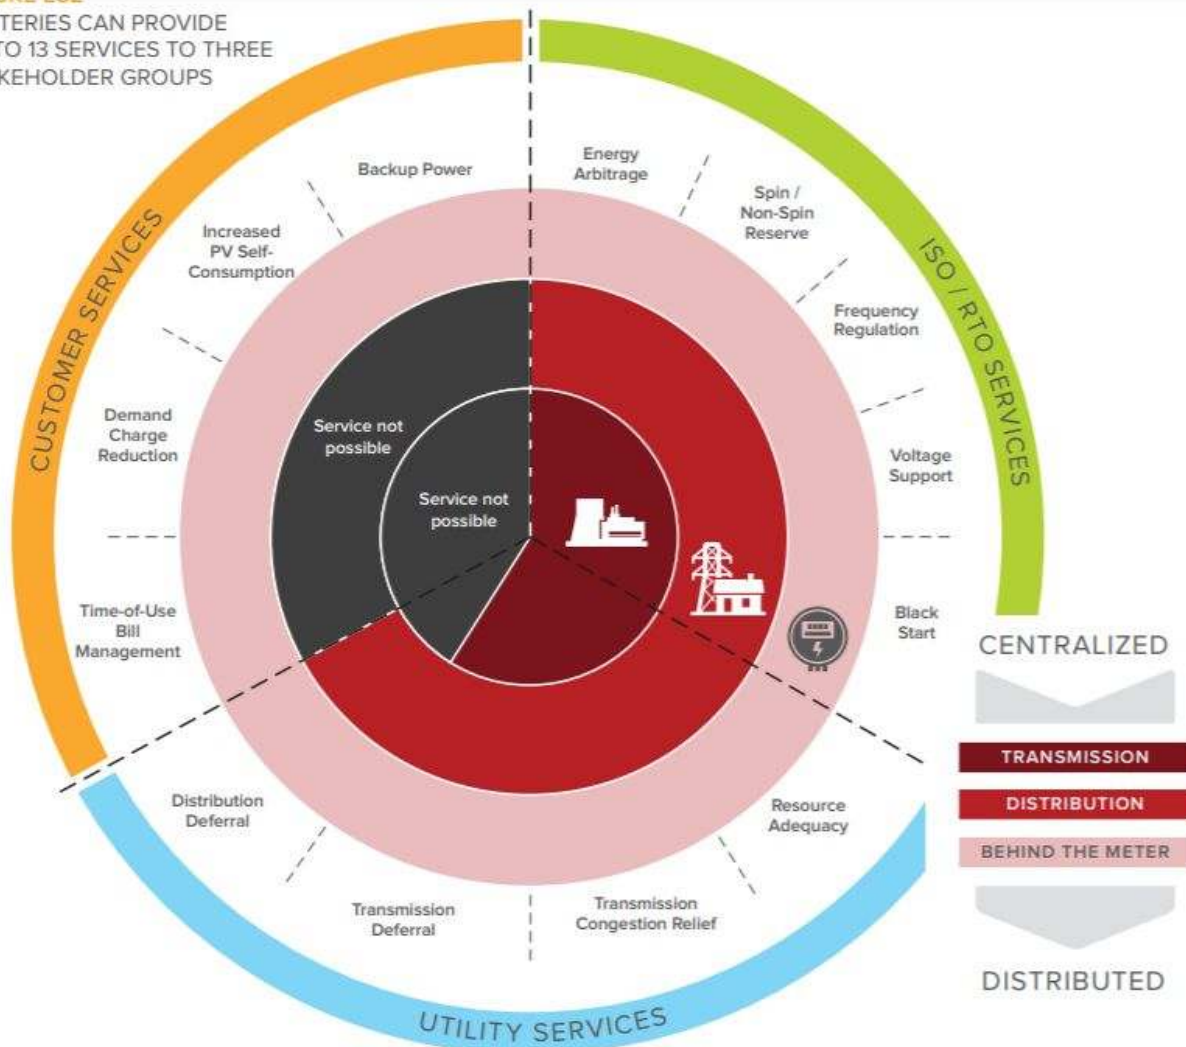 TERIES CAN PROVIDE
TO 13 SERVICES TO THREE
KEHOLDER GROUPS
CUSTOMER SERVICES
ISO / RTO SERVICES
UTILITY SERVICES
Backup Power
Energy
Arbitrage
Spin /
Non-Spin
Reserve
Increased
PV Self-
Consumption
Frequency
Regulation
Demand
Charge
Reduction
Service not
possible
Voltage
Support
Service not
possible
Time-of-Use
Bill
Management
Black
Start
Distribution
Deferral
Resource
Adequacy
Transmission
Deferral
Transmission
Congestion Relief
CENTRALIZED
TRANSMISSION
DISTRIBUTION
BEHIND THE METER
DISTRIBUTED